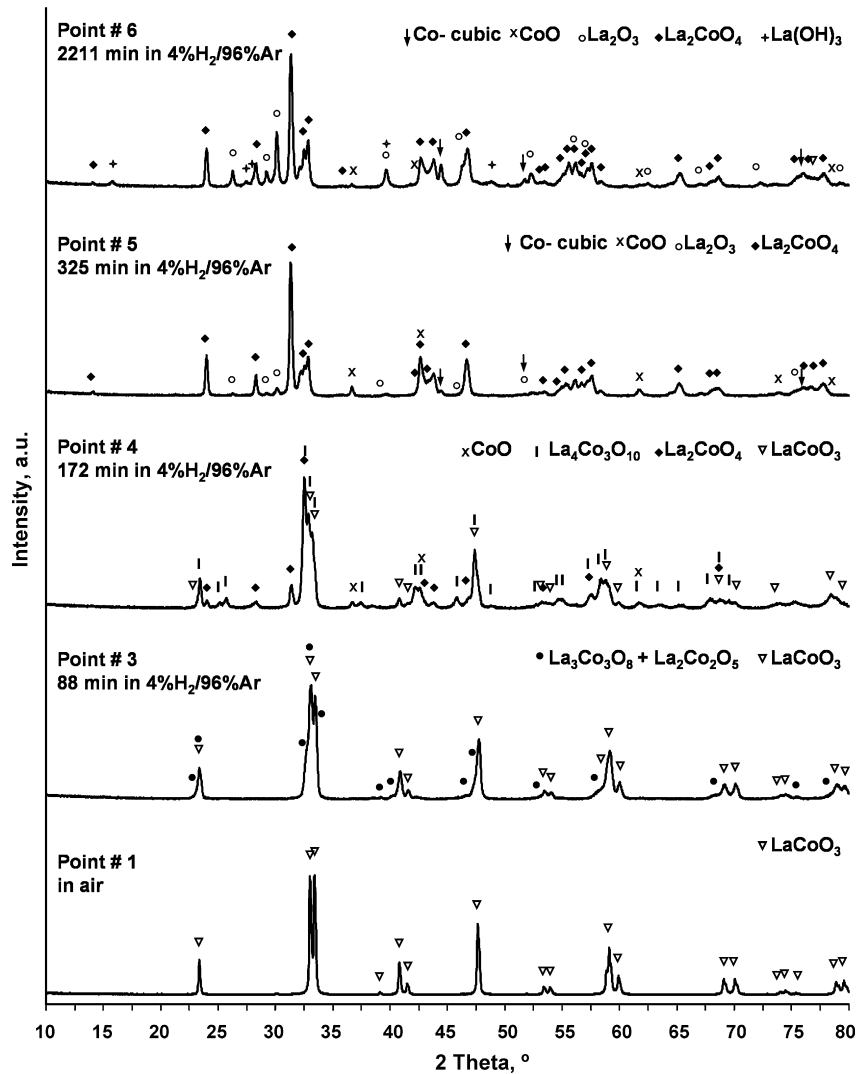 Point # 6
2211 min in 4%H₂/96%Ar
Co- cubic xCoO La₂O₃ La₂CoO₄ +La(OH)₃
Point # 5
325 min in 4%H₂/96%Ar
Co- cubic xCoO La₂O₃ La₂CoO₄
Point # 4
172 min in 4%H₂/96%Ar
xCoO La₄Co₃O₁₀ La₂CoO₄ LaCoO₃
Point # 3
88 min in 4%H₂/96%Ar
La₃Co₃O₈ + La₂Co₂O₅ LaCoO₃
Point # 1
in air
LaCoO₃
Intensity, a.u.
10 15 20 25 30 35 40 45 50 55 60 65 70 75 80
2 Theta, º